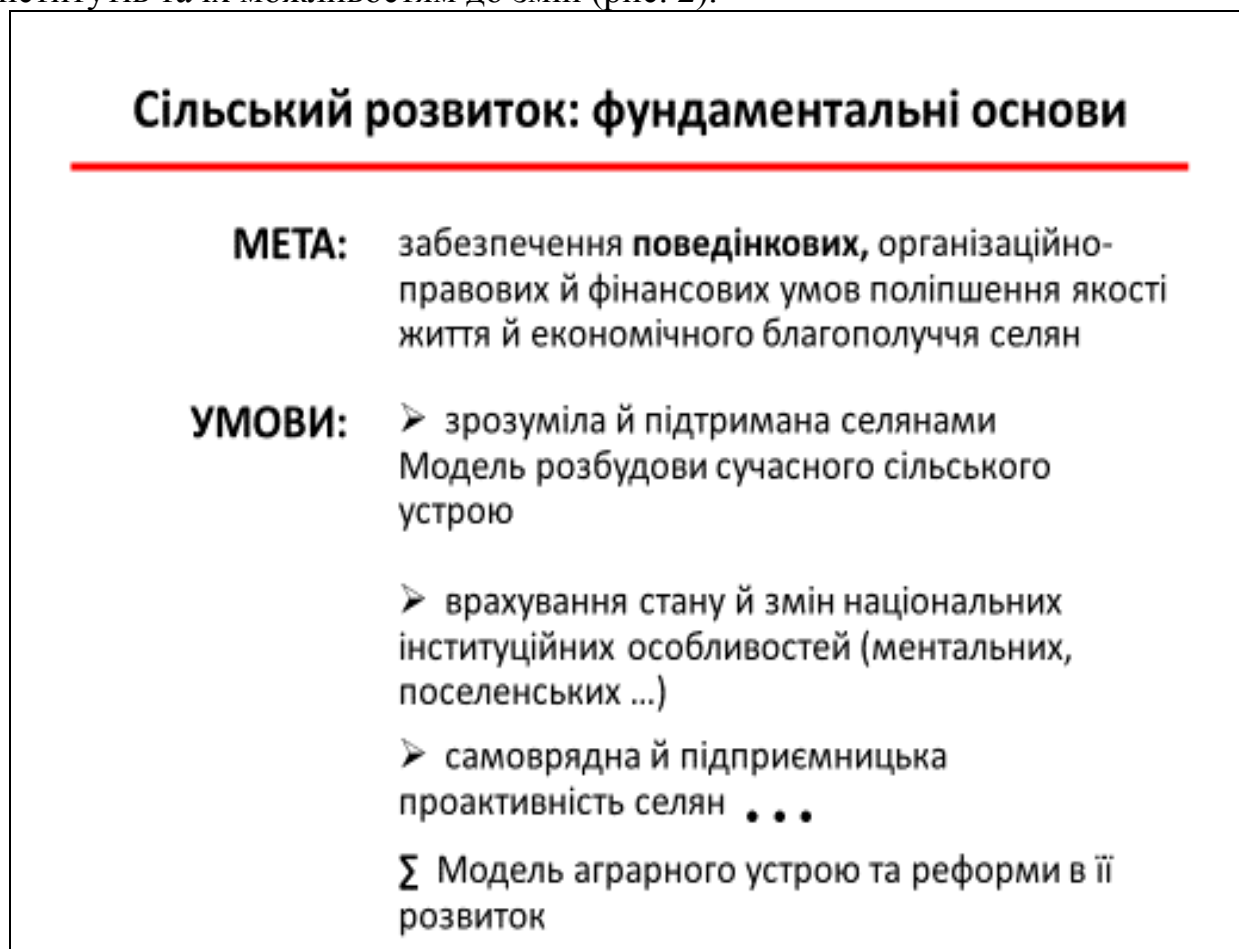 Сільський розвиток: фундаментальні основи
МЕТА: забезпечення поведінкових, організаційно-
правових й фінансових умов поліпшення якості
життя й економічного благополуччя селян
УМОВИ: ➢ зрозуміла й підтримана селянами
Модель розбудови сучасного сільського
устрою
➢ врахування стану й змін національних
інституційних особливостей (ментальних,
поселенських ...)
➢ самоврядна й підприємницька
проактивність селян ...
∑ Модель аграрного устрою та реформи в її
розвиток